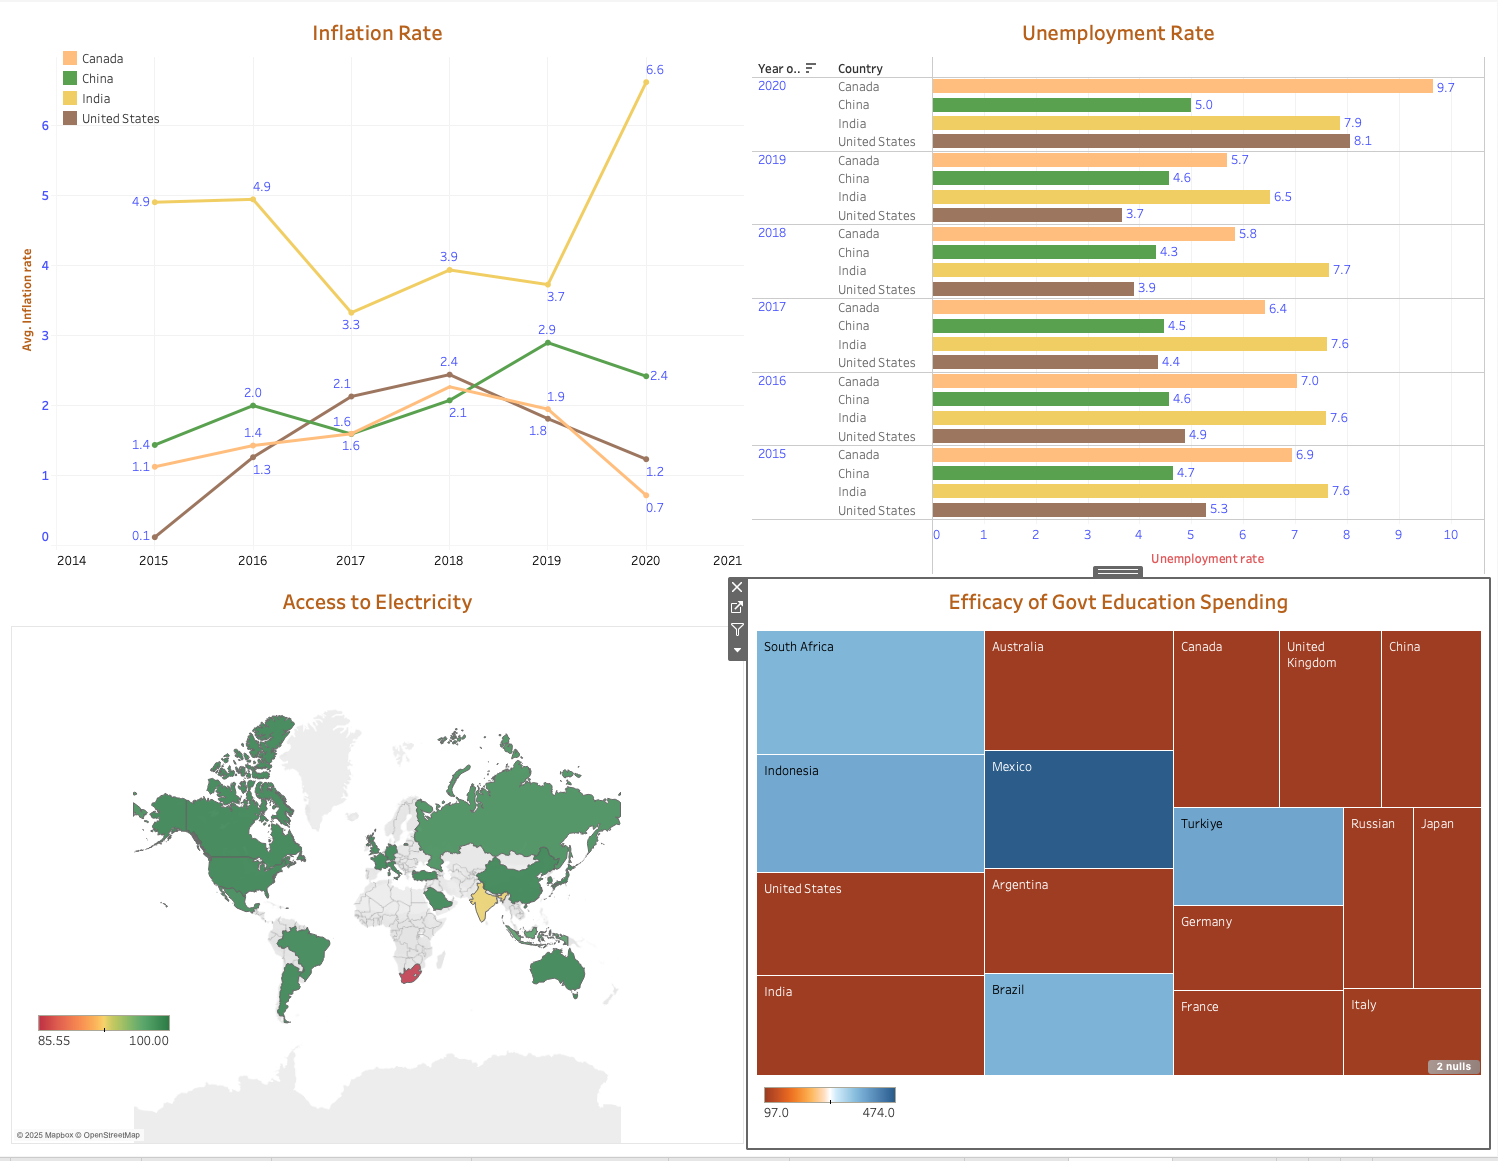 Inflation Rate
Canada
China
India
United States
6.6
6
5
4
3
2
1
0
Avg. Inflation rate
4.9
4.9
3.3
3.9
3.7
2.9
2.4
2.4
2.1
2.0
1.6
1.6
2.1
1.9
1.8
1.4
1.4
1.3
1.1
1.2
0.7
0.1
2014 2015 2016 2017 2018 2019 2020 2021
Unemployment Rate
Year o.. Country
2020 Canada 9.7
China 5.0
India 7.9
United States 8.1
2019 Canada 5.7
China 4.6
India 6.5
United States 3.7
2018 Canada 5.8
China 4.3
India 7.7
United States 3.9
2017 Canada 6.4
China 4.5
India 7.6
United States 4.4
2016 Canada 7.0
China 4.6
India 7.6
United States 4.9
2015 Canada 6.9
China 4.7
India 7.6
United States 5.3
0 1 2 3 4 5 6 7 8 9 10
Unemployment rate
Access to Electricity
85.55 100.00
© 2025 Mapbox © OpenStreetMap
Efficacy of Govt Education Spending
South Africa
Indonesia
United States
India
Australia
Mexico
Argentina
Brazil
Canada
United
Kingdom
China
Turkiye
Germany
France
Russian
Japan
Italy
2 nulls
97.0 474.0